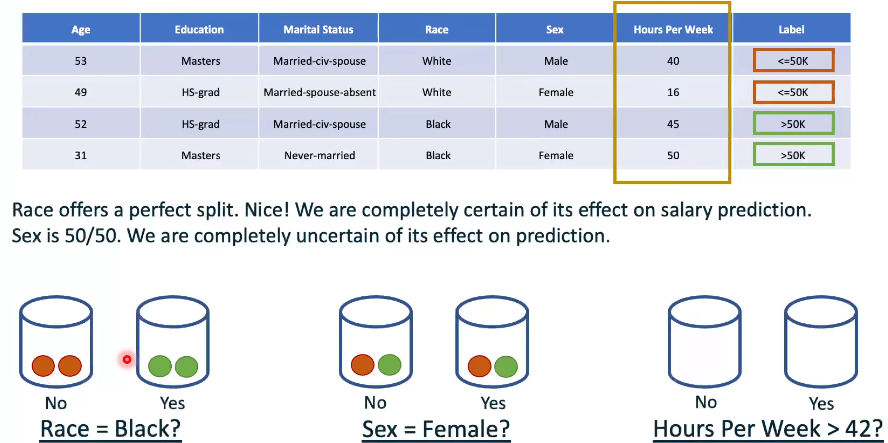 Age Education Marital Status Race Sex Hours Per Week Label
53 Masters Married-civ-spouse White Male 40 <=50K
49 HS-grad Married-spouse-absent White Female 16 <=50K
52 HS-grad Married-civ-spouse Black Male 45 >50K
31 Masters Never-married Black Female 50 >50K
Race offers a perfect split. Nice! We are completely certain of its effect on salary prediction.
Sex is 50/50. We are completely uncertain of its effect on prediction.
No Yes No Yes No Yes
Race = Black? Sex = Female? Hours Per Week > 42?